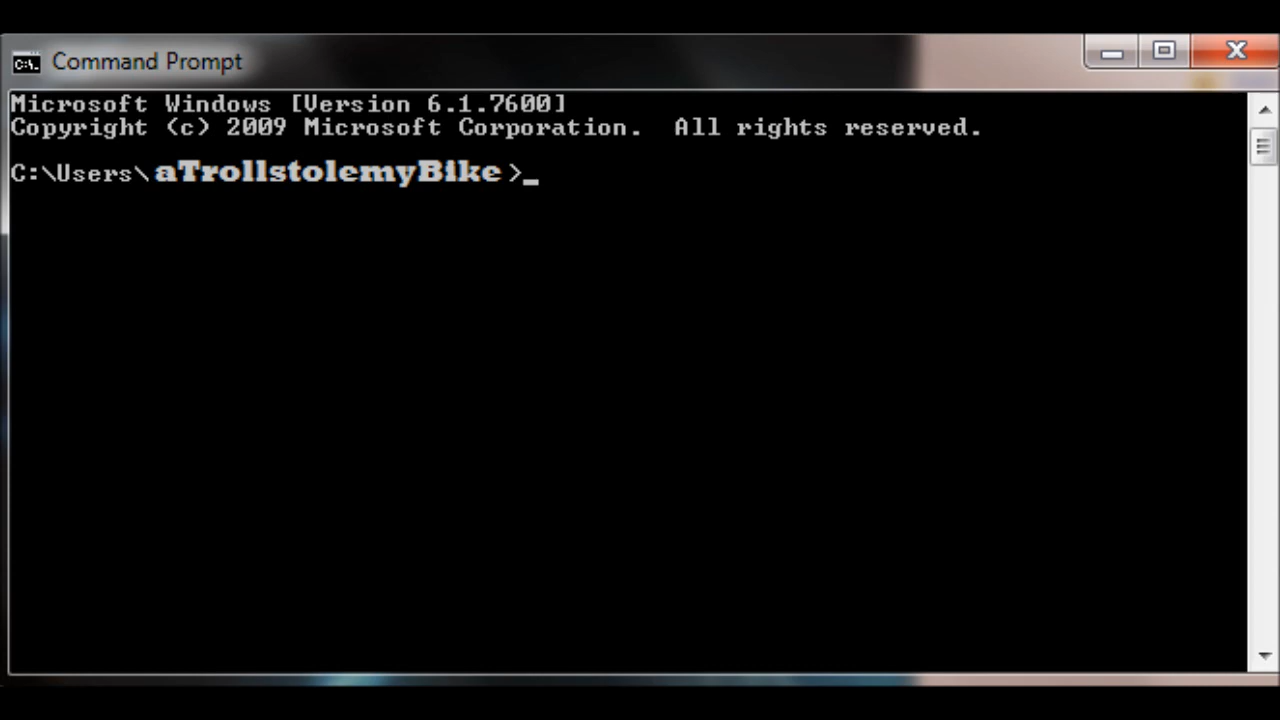 C:\.
Command Prompt
Microsoft Windows [Version 6.1.7600]
Copyright (c) 2009 Microsoft Corporation.  All rights reserved.
C:\Users\aTrollstolemyBike >_